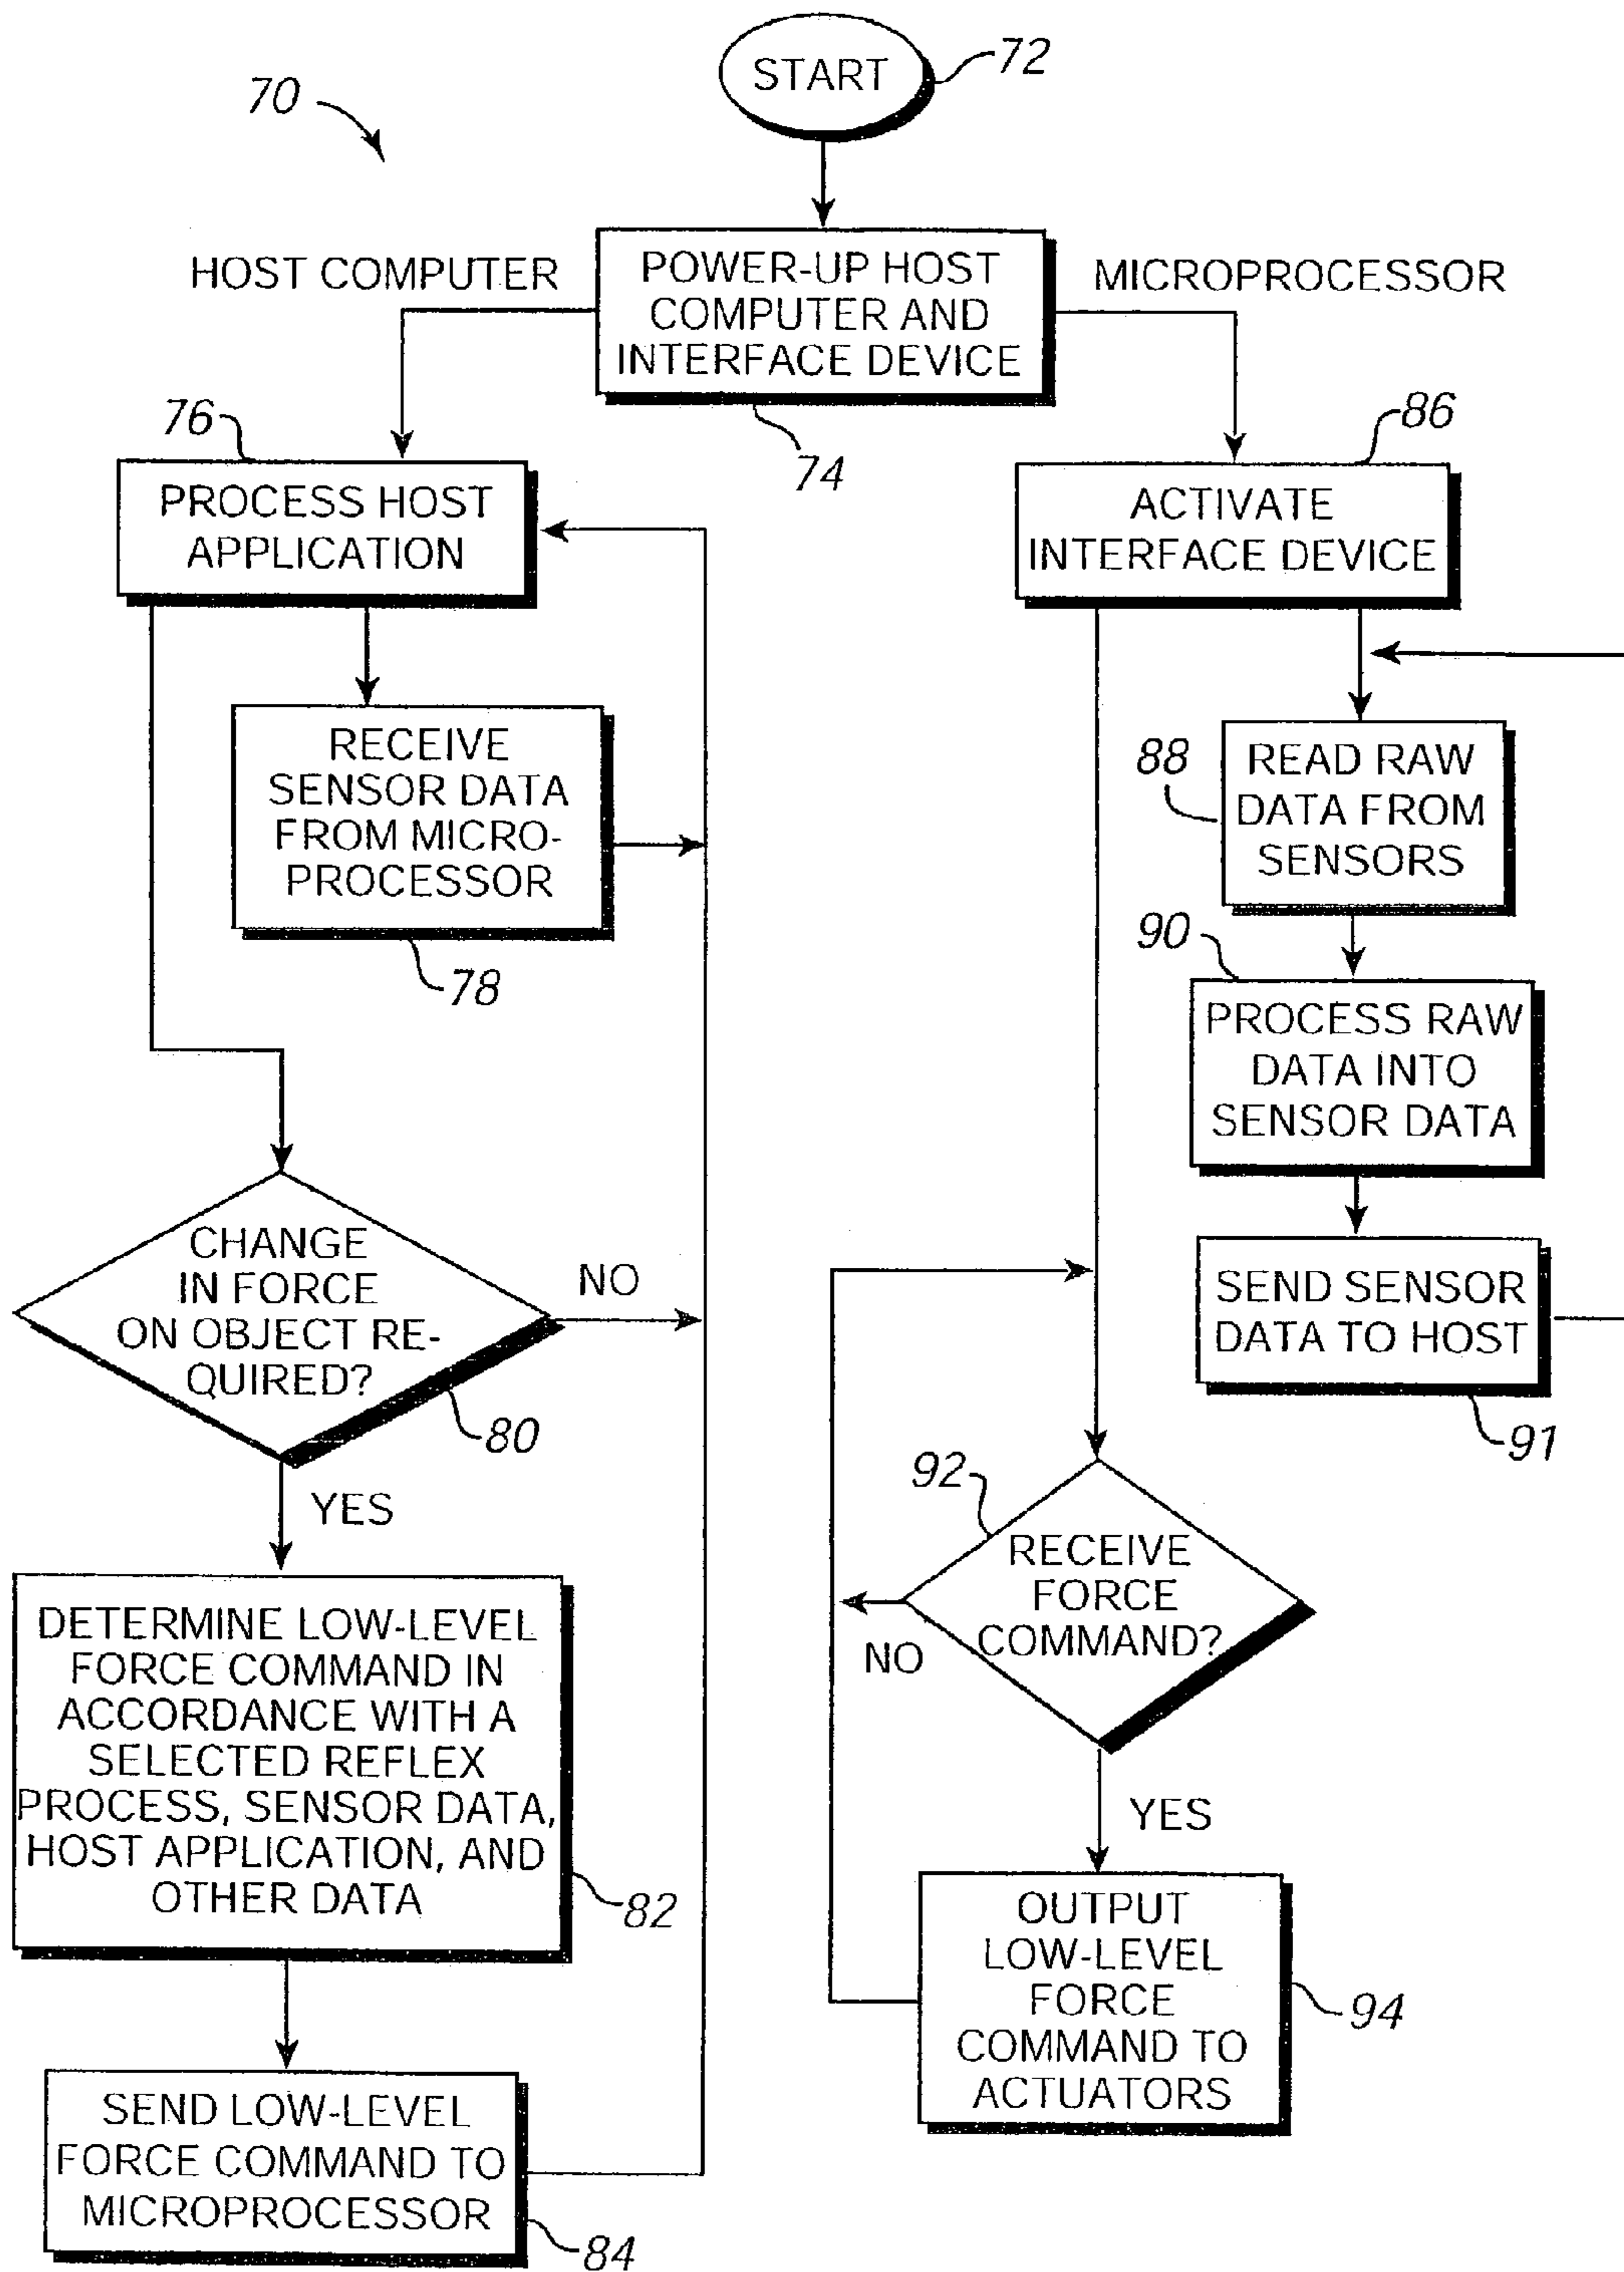 70
START
72
HOST COMPUTER
POWER-UP HOST
COMPUTER AND
INTERFACE DEVICE
74
MICROPROCESSOR
76
PROCESS HOST
APPLICATION
RECEIVE
SENSOR DATA
FROM MICRO-
PROCESSOR
78
CHANGE
IN FORCE
ON OBJECT RE-
QUIRED?
80
NO
YES
DETERMINE LOW-LEVEL
FORCE COMMAND IN
ACCORDANCE WITH A
SELECTED REFLEX
PROCESS, SENSOR DATA,
HOST APPLICATION, AND
OTHER DATA
82
SEND LOW-LEVEL
FORCE COMMAND TO
MICROPROCESSOR
84
86
ACTIVATE
INTERFACE DEVICE
88
READ RAW
DATA FROM
SENSORS
90
PROCESS RAW
DATA INTO
SENSOR DATA
SEND SENSOR
DATA TO HOST
91
92
RECEIVE
FORCE
COMMAND?
NO
YES
OUTPUT
LOW-LEVEL
FORCE
COMMAND TO
ACTUATORS
94